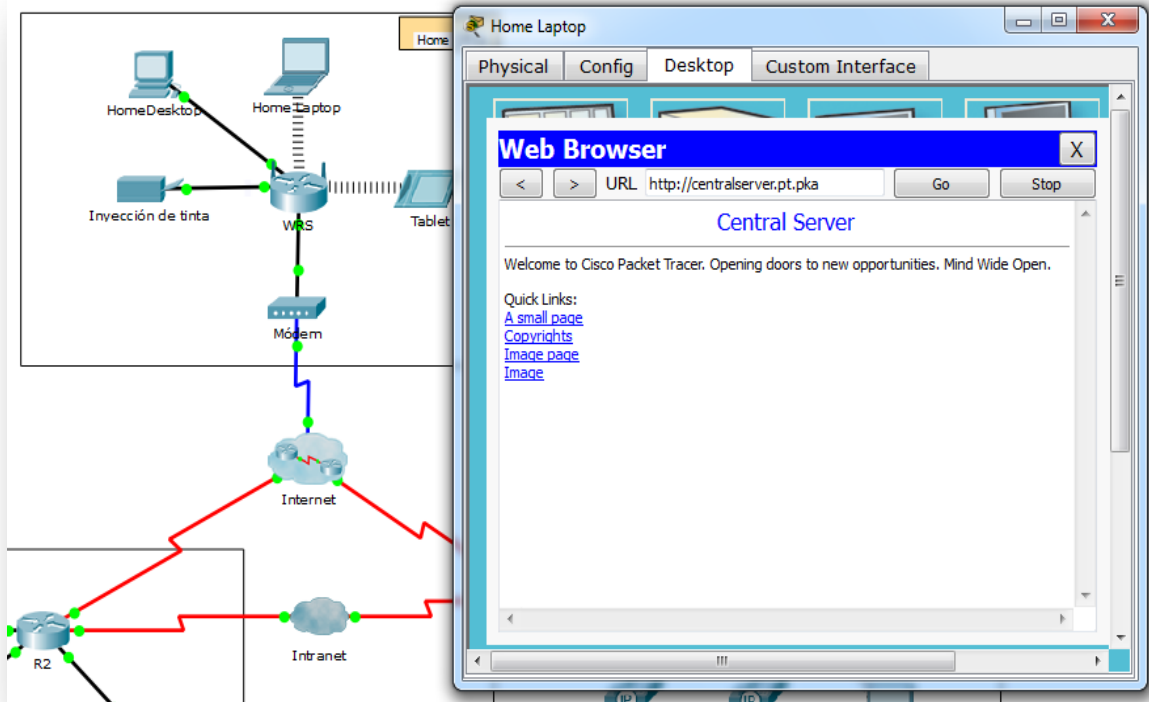 Home
HomeDesktop
Home Laptop
Inyección de tinta
WRS
Tablet
Módem
Internet
R2
Intranet
Home Laptop
Physical Config Desktop Custom Interface
Web Browser
X
< > URL http://centralserver.pt.pka Go Stop
Central Server
Welcome to Cisco Packet Tracer. Opening doors to new opportunities. Mind Wide Open.
Quick Links:
A small page
Copyrights
Image page
Image
IP IP